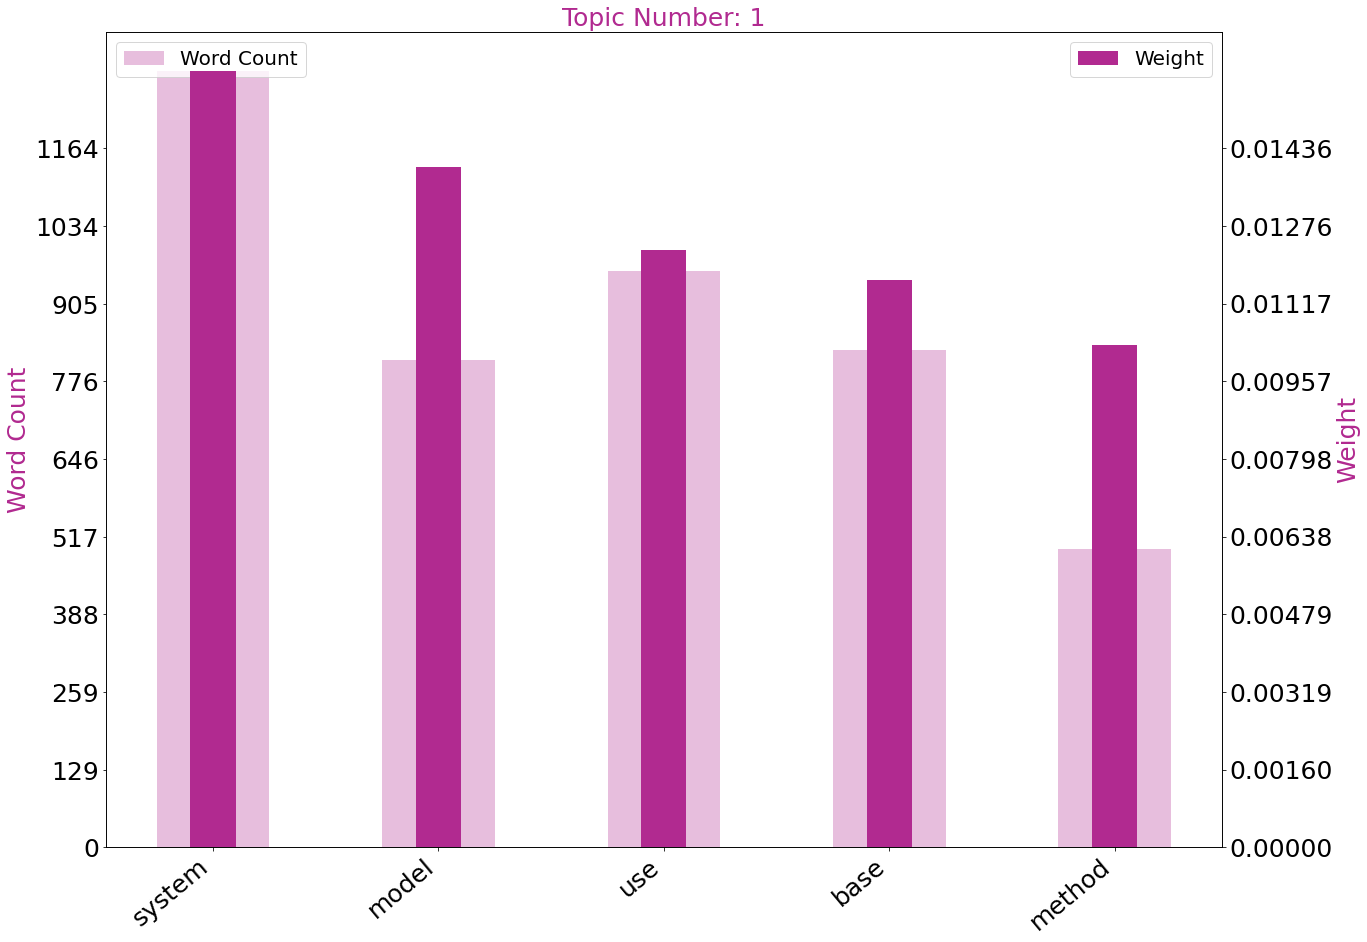 Topic Number: 1
Word Count
Weight
1164
1034
905
776
646
517
388
259
129
0
Word Count
0.01436
0.01276
0.01117
0.00957
0.00798
0.00638
0.00479
0.00319
0.00160
0.00000
Weight
system
model
use
base
method